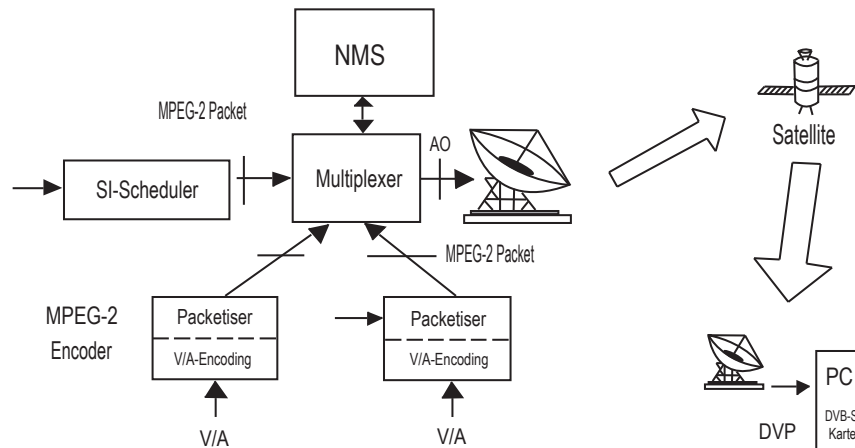 NMS
MPEG-2 Packet
AO
SI-Scheduler
Multiplexer
Satellite
MPEG-2 Packet
MPEG-2
Encoder
Packetiser
V/A-Encoding
Packetiser
V/A-Encoding
V/A
V/A
PC
DVB-S
Karte
DVP